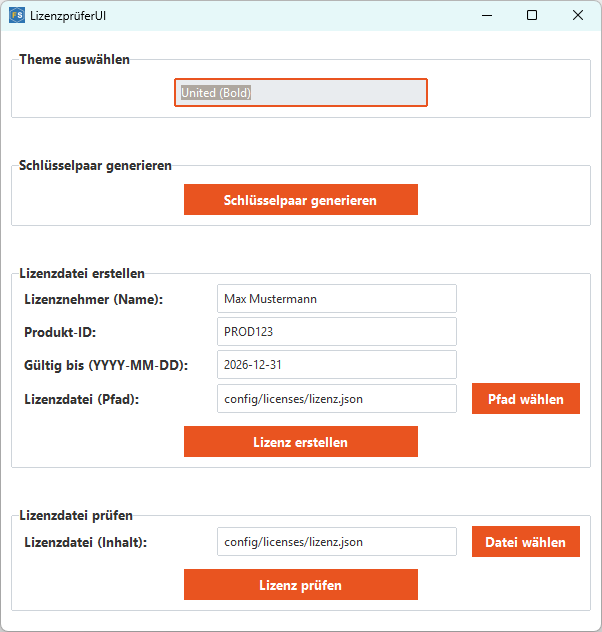 FS LizenzprüferUI
Theme auswählen
United (Bold)
Schlüsselpaar generieren
Schlüsselpaar generieren
Lizenzdatei erstellen
Lizenznehmer (Name): Max Mustermann
Produkt-ID: PROD123
Gültig bis (YYYY-MM-DD): 2026-12-31
Lizenzdatei (Pfad): config/licenses/lizenz.json Pfad wählen
Lizenz erstellen
Lizenzdatei prüfen
Lizenzdatei (Inhalt): config/licenses/lizenz.json Datei wählen
Lizenz prüfen